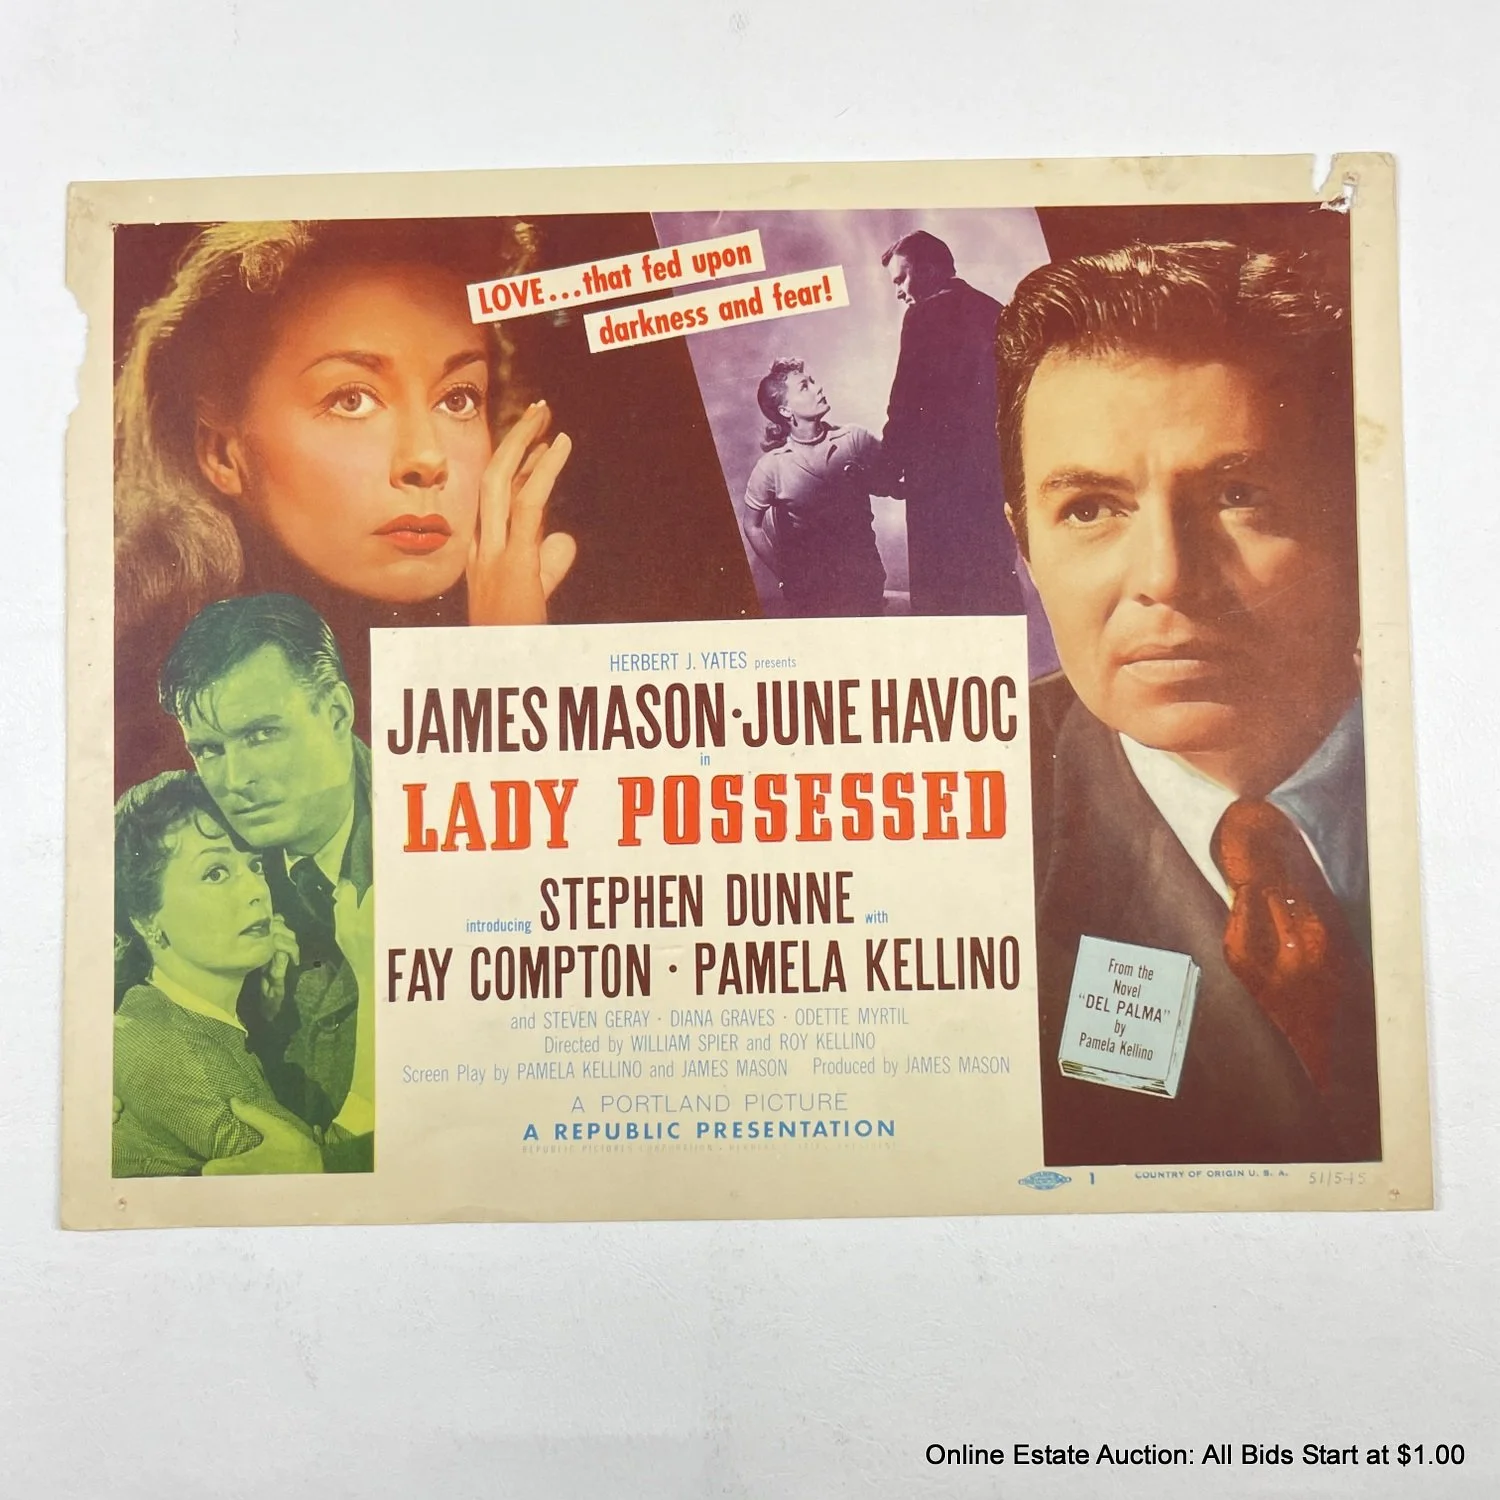 LOVE...that fed upon
darkness and fear!
HERBERT J. YATES presents
JAMES MASON · JUNE HAVOC
in
LADY POSSESSED
introducing STEPHEN DUNNE with
FAY COMPTON · PAMELA KELLINO
and STEVEN GERAY · DIANA GRAVES · ODETTE MYRTIL
Directed by WILLIAM SPIER and ROY KELLINO
Screen Play by PAMELA KELLINO and JAMES MASON Produced by JAMES MASON
A PORTLAND PICTURE
A REPUBLIC PRESENTATION
From the
Novel
"DEL PALMA"
by
Pamela Kellino
1 COUNTRY OF ORIGIN U. S. A. 51/545
Online Estate Auction: All Bids Start at $1.00